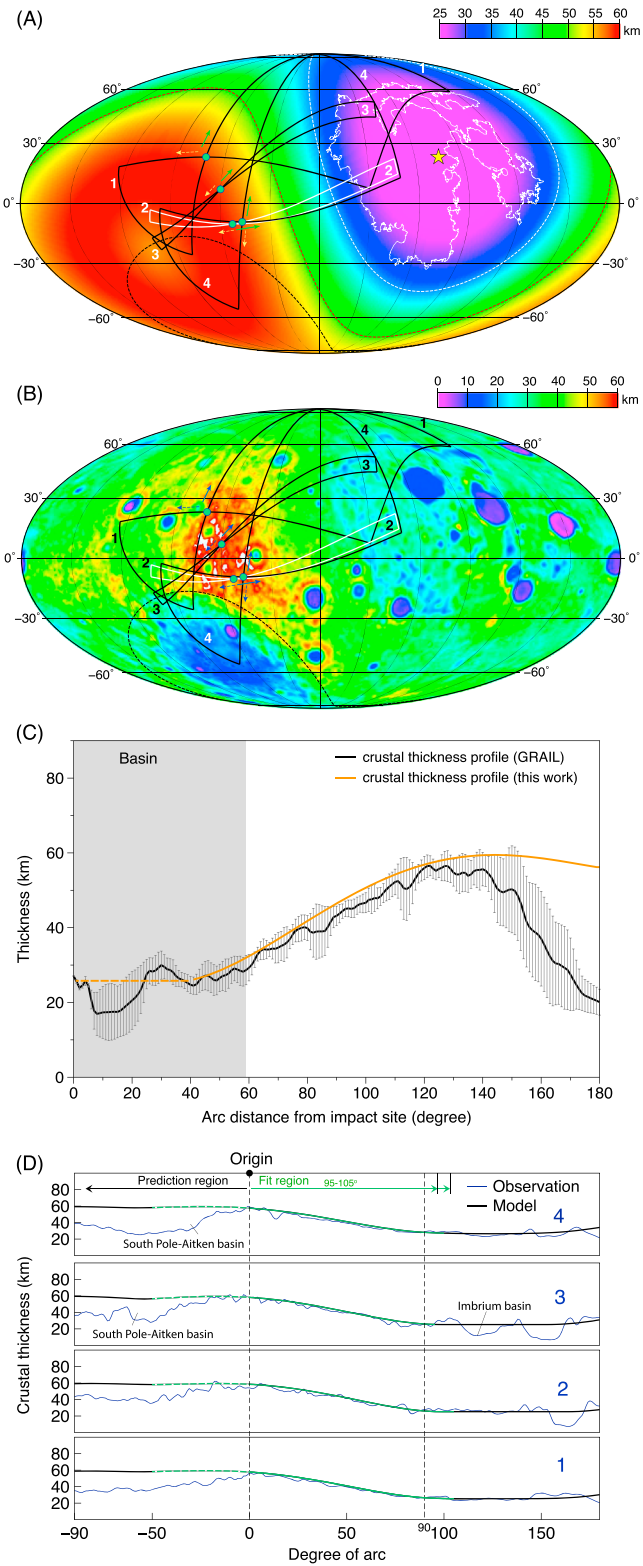 (A)
25 30 35 40 45 50 55 60
km
60°
30°
0°
−30°
−60°
60°
30°
0°
−30°
−60°
1
4
3
2
1
2
3
4
(B)
0 10 20 30 40 50 60
km
60°
30°
0°
−30°
−60°
60°
30°
0°
−30°
−60°
1
4
3
2
1
2
3
4
(C)
Basin
crustal thickness profile (GRAIL)
crustal thickness profile (this work)
Thickness (km)
80
60
40
20
0
0 20 40 60 80 100 120 140 160 180
Arc distance from impact site (degree)
(D)
Origin
Prediction region
Fit region 95-105°
Observation
Model
Crustal thickness (km)
80
60
40
20
South Pole-Aitken basin
4
80
60
40
20
South Pole-Aitken basin
Imbrium basin
3
80
60
40
20
2
80
60
40
20
1
−90 −50 0 50 90 100 150
Degree of arc